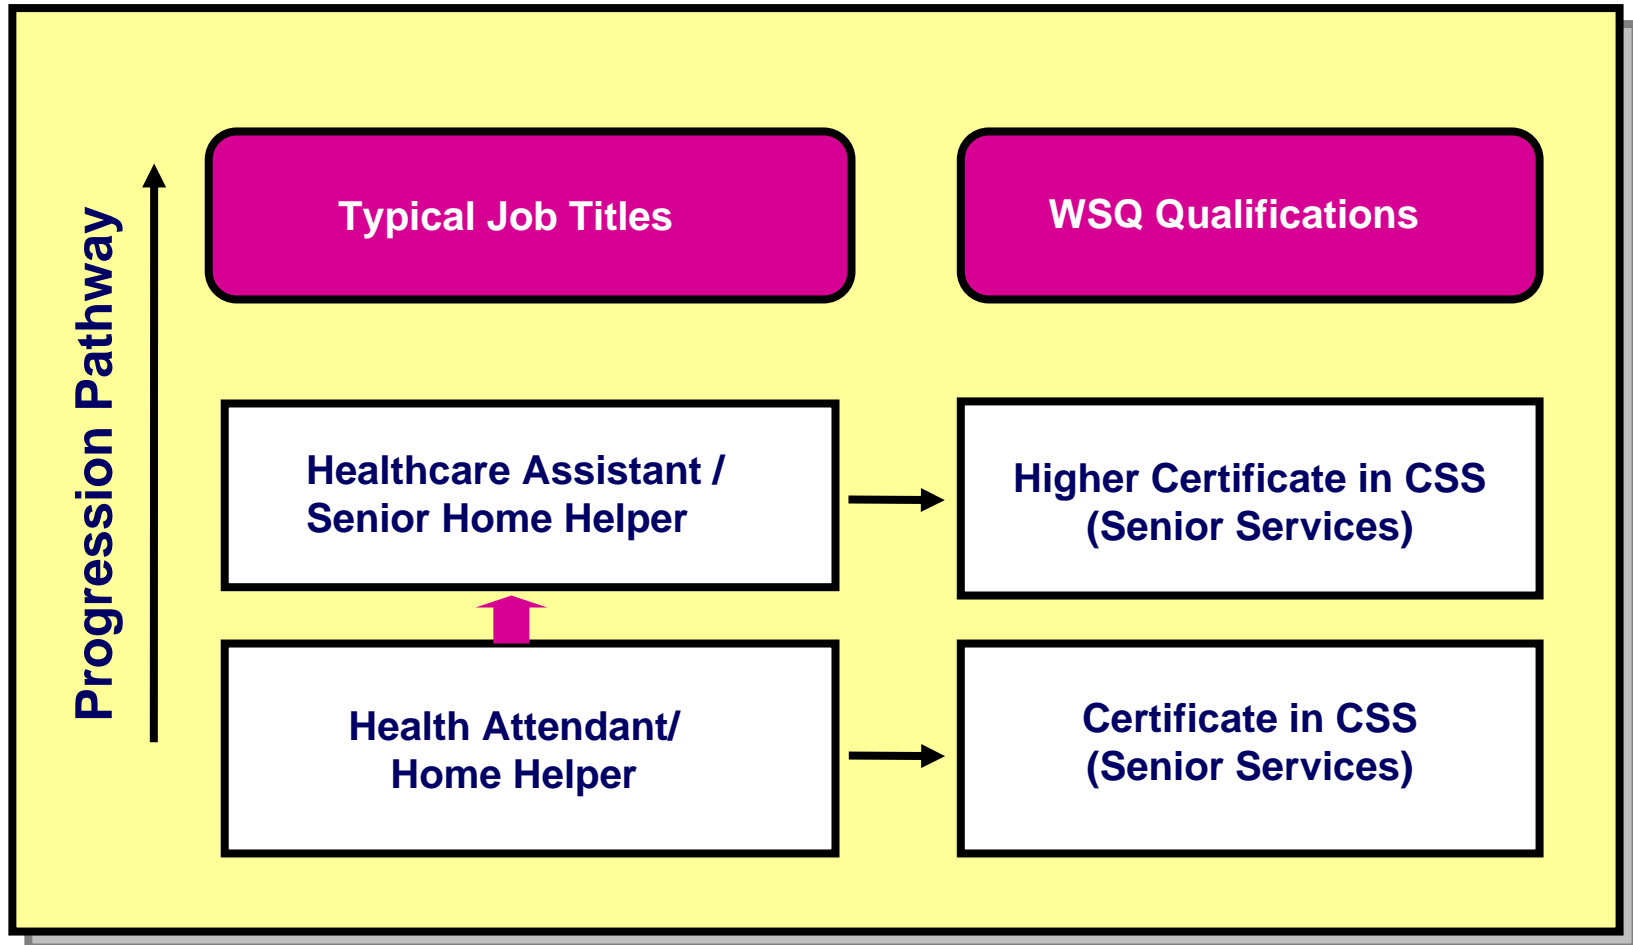 Progression Pathway
Typical Job Titles
WSQ Qualifications
Healthcare Assistant /
Senior Home Helper
Higher Certificate in CSS
(Senior Services)
Health Attendant/
Home Helper
Certificate in CSS
(Senior Services)